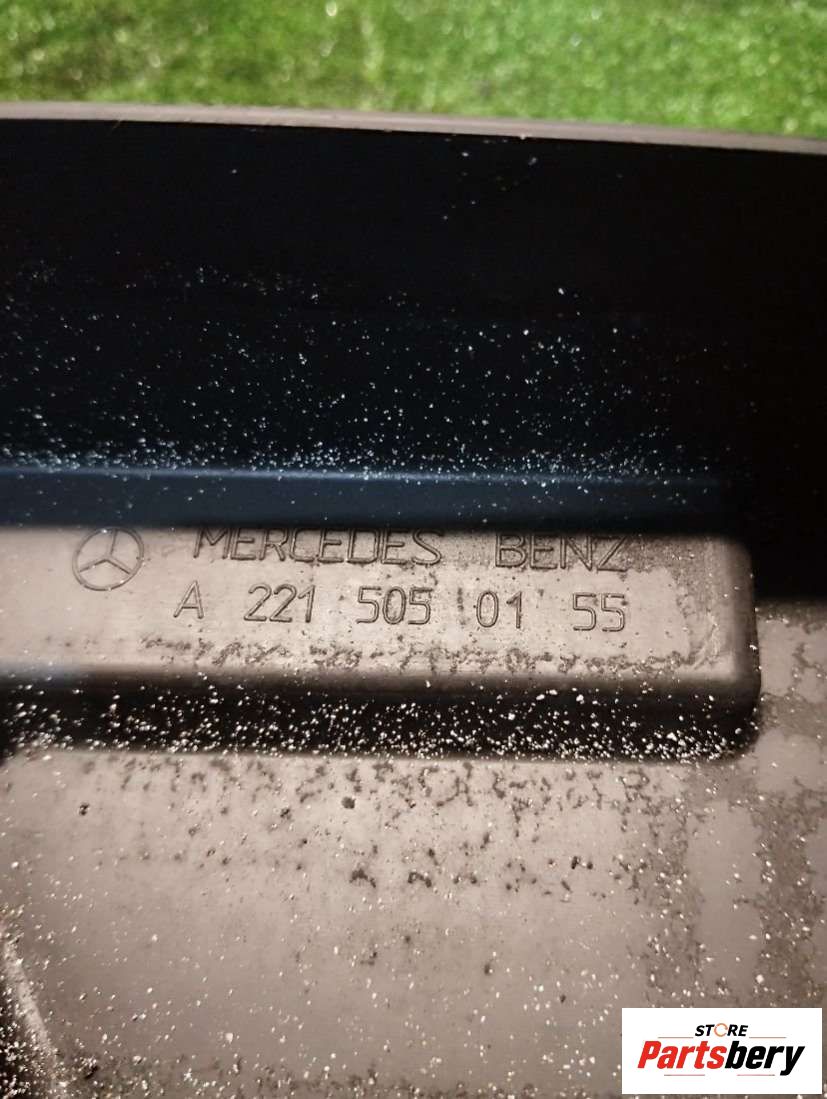 MERCEDES BENZ
A 221 505 01 55
STORE
Partsbery